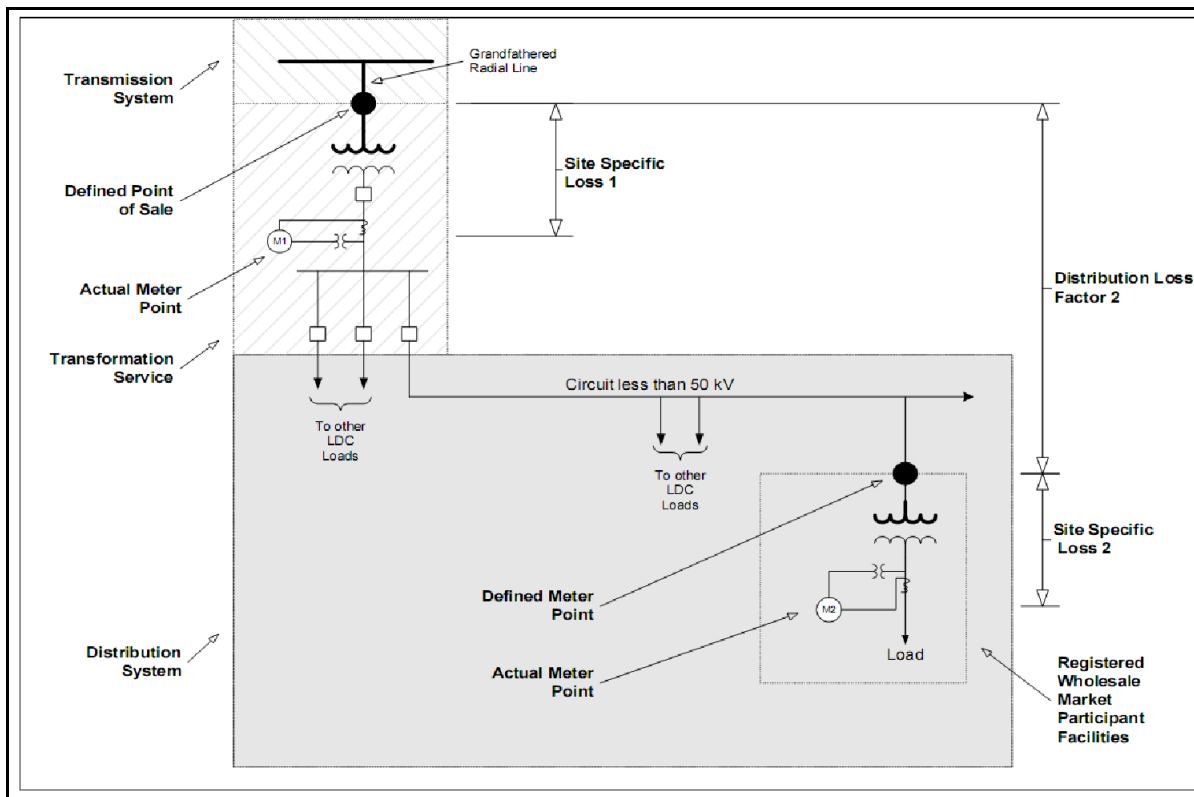 Grandfathered
Radial Line
Transmission
System
Defined Point
of Sale
Site Specific
Loss 1
M1
Actual Meter
Point
Distribution Loss
Factor 2
Transformation
Service
Circuit less than 50 kV
To other
LDC
Loads
To other
LDC
Loads
Site Specific
Loss 2
Defined Meter
Point
M2
Distribution
System
Actual Meter
Point
Load
Registered
Wholesale
Market
Participant
Facilities